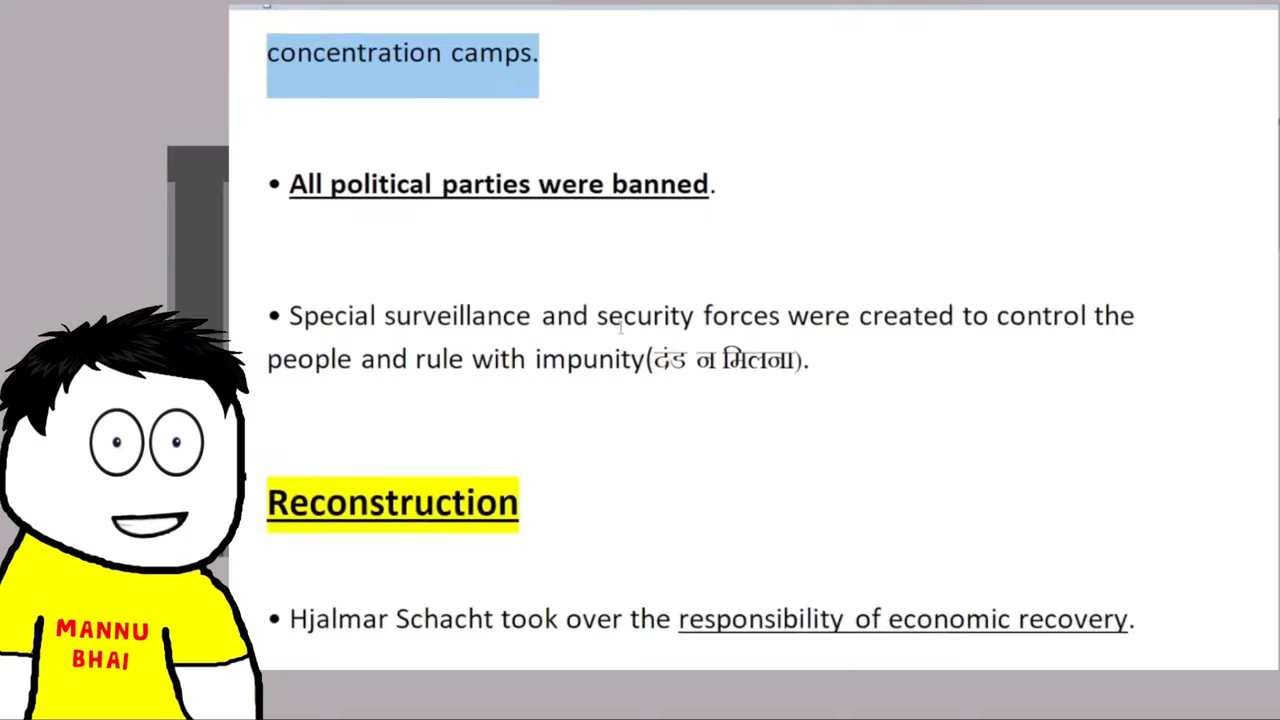 concentration camps.
• All political parties were banned.
• Special surveillance and security forces were created to control the
people and rule with impunity(दंड न मिलना).
Reconstruction
• Hjalmar Schacht took over the responsibility of economic recovery.
MANNU
BHAI